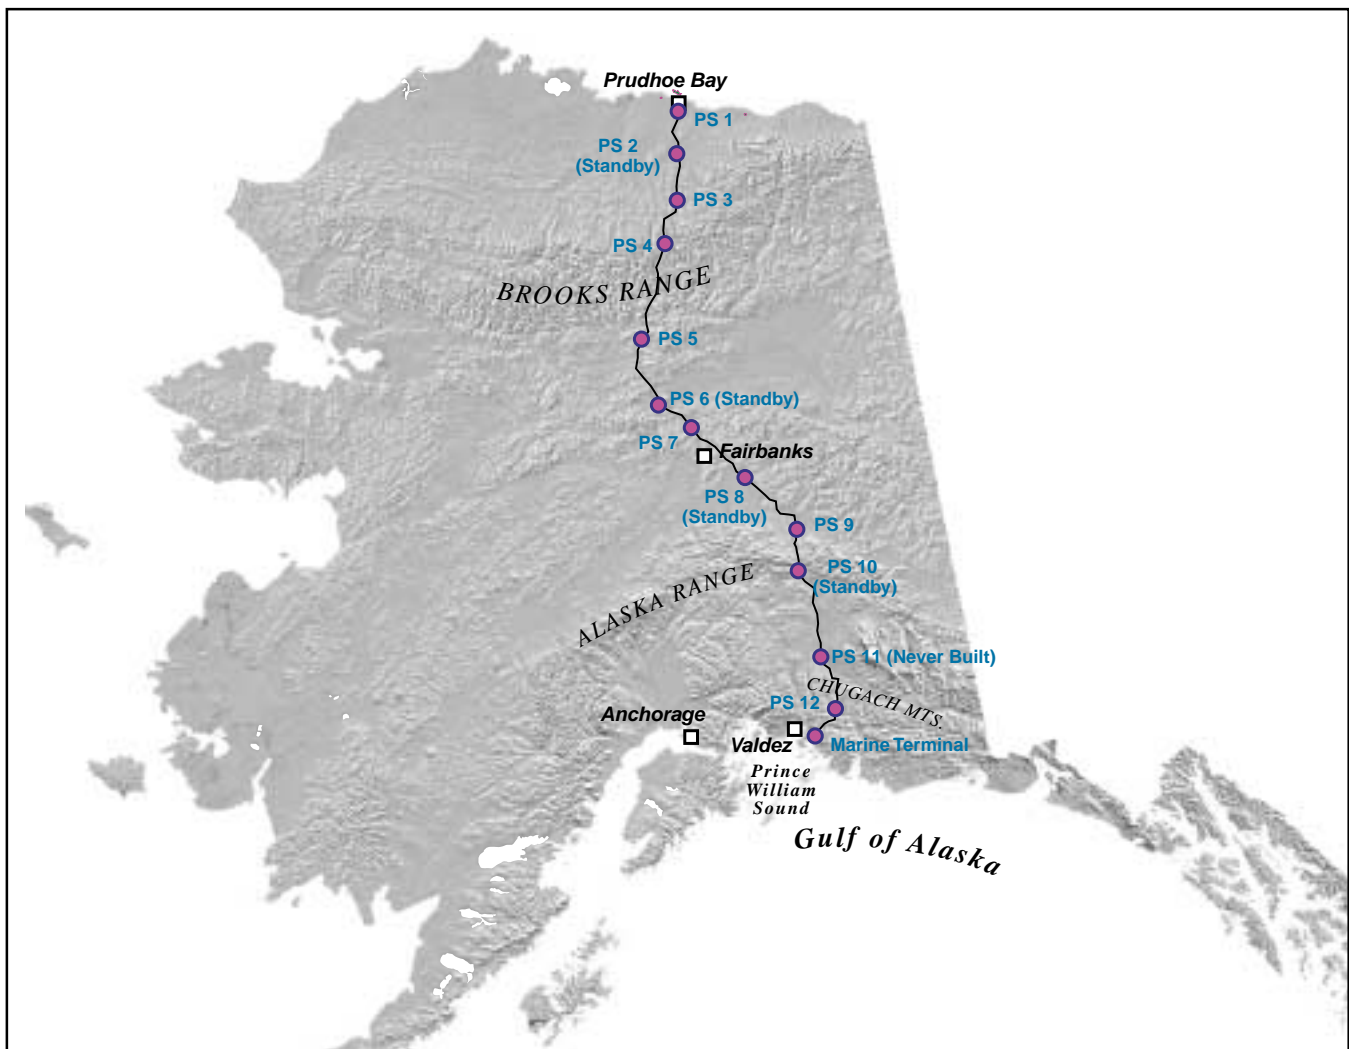 Prudhoe Bay
PS 1
PS 2
(Standby)
PS 3
PS 4
BROOKS RANGE
PS 5
PS 6 (Standby)
PS 7
Fairbanks
PS 8
(Standby)
PS 9
PS 10
(Standby)
ALASKA RANGE
PS 11 (Never Built)
CHUGACH MTS.
PS 12
Anchorage
Valdez
Marine Terminal
Prince
William
Sound
Gulf of Alaska